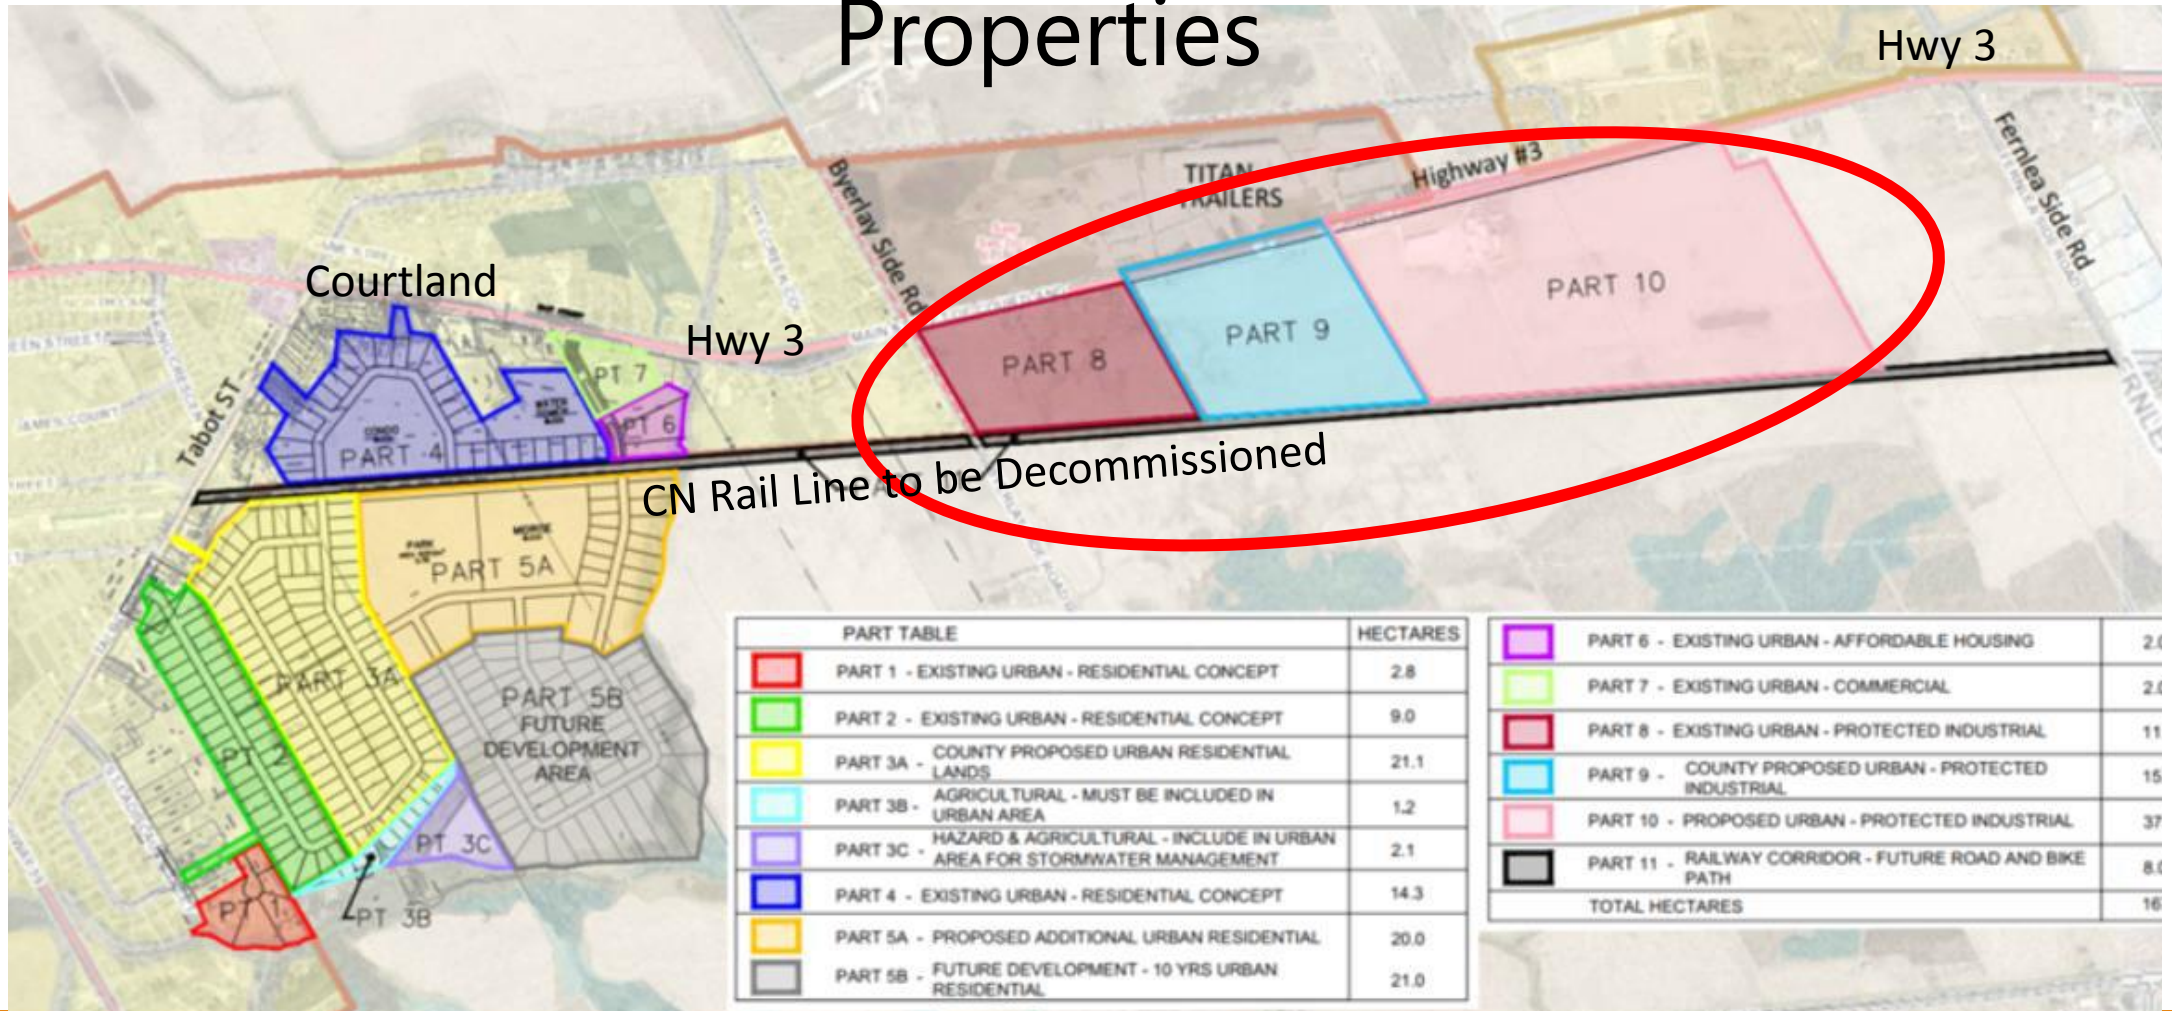 Properties
Hwy 3
Fernlea Side Rd
Byerlay Side Rd
TITAN
TRAILERS
Highway #3
Courtland
Hwy 3
Talbot ST
PART 8
PART 9
PART 10
PT 7
PT 6
PART 4
CN Rail Line to be Decommissioned
PART 5A
PART 3A
PART 5B
FUTURE
DEVELOPMENT
AREA
PT 2
PT 3C
PT 1
PT 3B
PART TABLE HECTARES
PART 1 - EXISTING URBAN - RESIDENTIAL CONCEPT 2.8
PART 2 - EXISTING URBAN - RESIDENTIAL CONCEPT 9.0
PART 3A - COUNTY PROPOSED URBAN RESIDENTIAL
LANDS 21.1
PART 3B - AGRICULTURAL - MUST BE INCLUDED IN
URBAN AREA 1.2
PART 3C - HAZARD & AGRICULTURAL - INCLUDE IN URBAN
AREA FOR STORMWATER MANAGEMENT 2.1
PART 4 - EXISTING URBAN - RESIDENTIAL CONCEPT 14.3
PART 5A - PROPOSED ADDITIONAL URBAN RESIDENTIAL 20.0
PART 5B - FUTURE DEVELOPMENT - 10 YRS URBAN
RESIDENTIAL 21.0
PART 6 - EXISTING URBAN - AFFORDABLE HOUSING
PART 7 - EXISTING URBAN - COMMERCIAL
PART 8 - EXISTING URBAN - PROTECTED INDUSTRIAL
PART 9 - COUNTY PROPOSED URBAN - PROTECTED
INDUSTRIAL
PART 10 - PROPOSED URBAN - PROTECTED INDUSTRIAL
PART 11 - RAILWAY CORRIDOR - FUTURE ROAD AND BIKE
PATH
TOTAL HECTARES